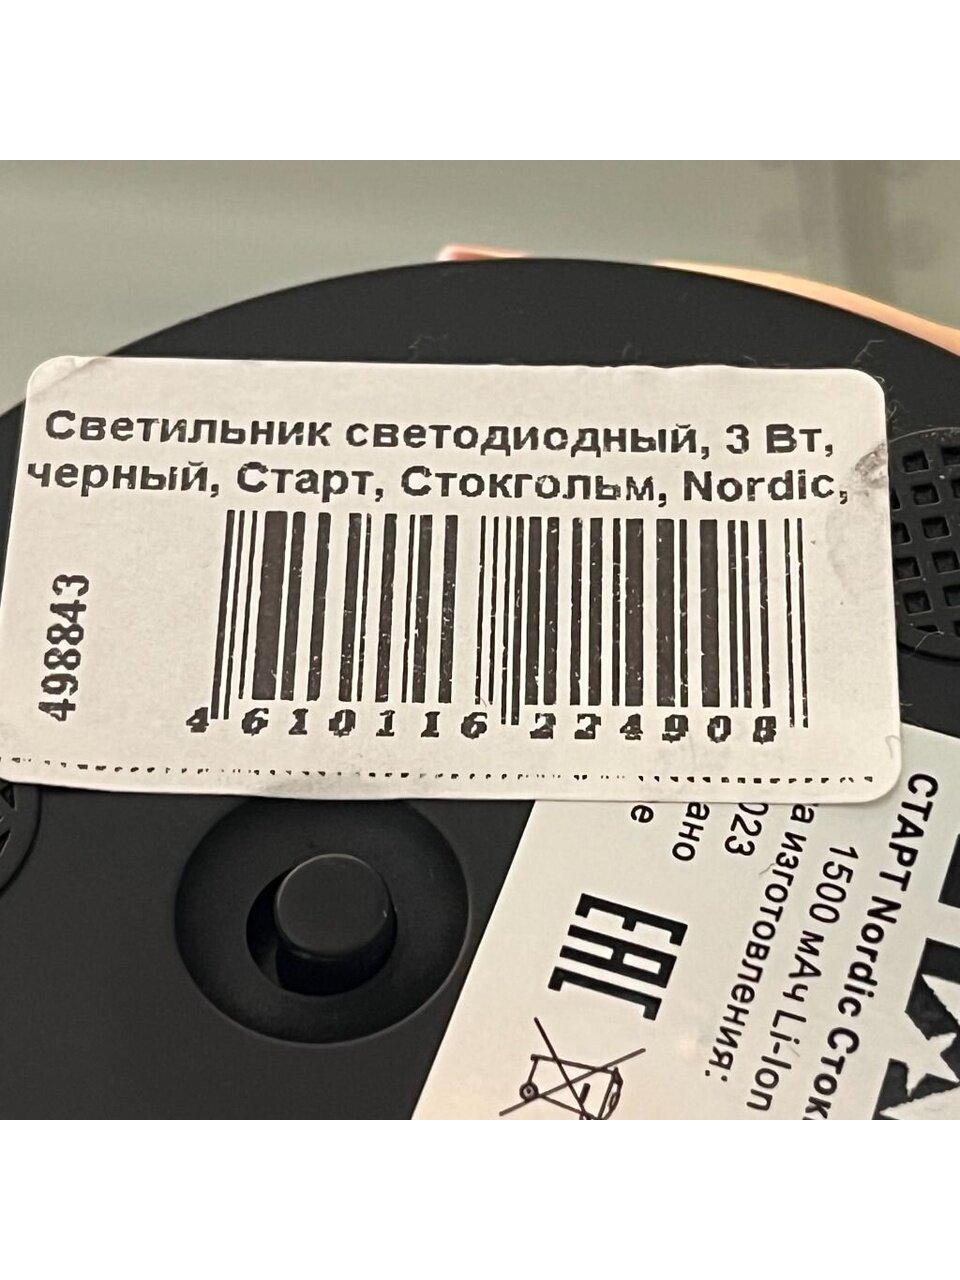 Светильник светодиодный, 3 Вт,
черный, Старт, Стокгольм, Nordic,
498843
4 610116 224908
СТАРТ Nordic Сток
1500 мАч Li-Ion
изготовления:
023
ано
е
ЕАС